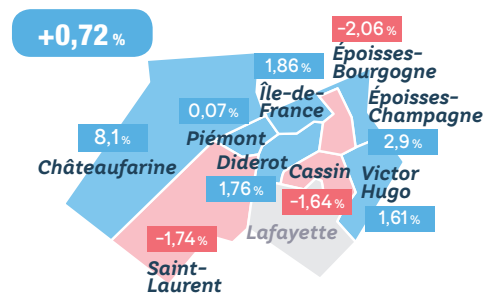 +0,72 %
-2,06 %
Époisses-
Bourgogne
1,86 %
Île-de-
France
Époisses-
Champagne
2,9 %
0,07 %
Piémont
8,1 %
Châteaufarine
Diderot
1,76 %
Cassin
-1,64 %
Victor
Hugo
1,61 %
Lafayette
-1,74 %
Saint-
Laurent